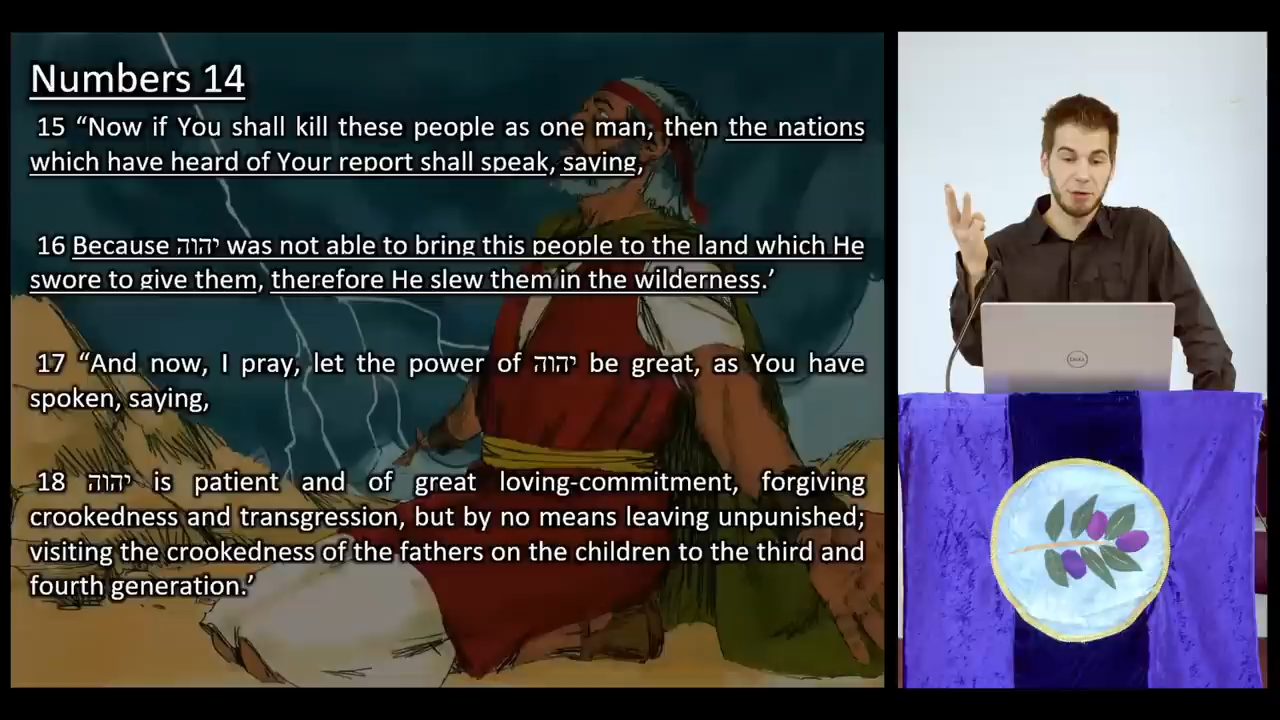 Numbers 14
15 “Now if You shall kill these people as one man, then the nations
which have heard of Your report shall speak, saying,
16 Because יהוה was not able to bring this people to the land which He
swore to give them, therefore He slew them in the wilderness.’
17 “And now, I pray, let the power of יהוה be great, as You have
spoken, saying,
18 יהוה is patient and of great loving-commitment, forgiving
crookedness and transgression, but by no means leaving unpunished;
visiting the crookedness of the fathers on the children to the third and
fourth generation.’
DELL